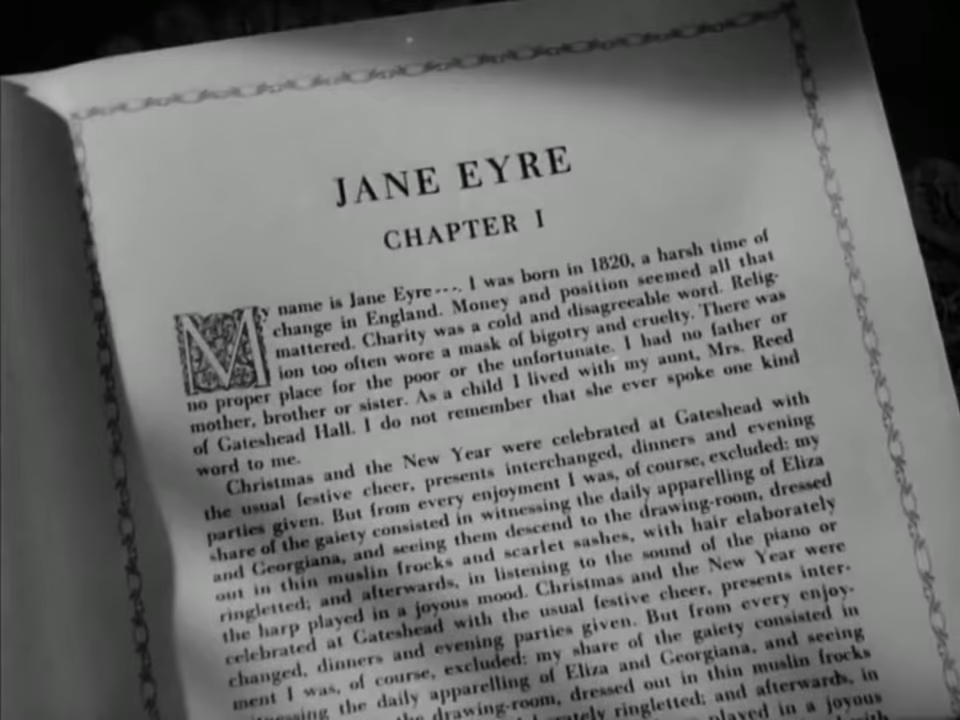 JANE EYRE
CHAPTER I
My name is Jane Eyre---. I was born in 1820, a harsh time of
change in England. Money and position seemed all that
mattered. Charity was a cold and disagreeable word. Relig-
ion too often wore a mask of bigotry and cruelty. There was
no proper place for the poor or the unfortunate. I had no father or
mother, brother or sister. As a child I lived with my aunt, Mrs. Reed
of Gateshead Hall. I do not remember that she ever spoke one kind
word to me.
Christmas and the New Year were celebrated at Gateshead with
the usual festive cheer, presents interchanged, dinners and evening
parties given. But from every enjoyment I was, of course, excluded: my
share of the gaiety consisted in witnessing the daily apparelling of Eliza
and Georgiana, and seeing them descend to the drawing-room, dressed
out in thin muslin frocks and scarlet sashes, with hair elaborately
ringletted; and afterwards, in listening to the sound of the piano or
the harp played in a joyous mood. Christmas and the New Year were
celebrated at Gateshead with the usual festive cheer, presents inter-
changed, dinners and evening parties given. But from every enjoy-
ment I was, of course, excluded: my share of the gaiety consisted in
witnessing the daily apparelling of Eliza and Georgiana, and seeing
the drawing-room, dressed out in thin muslin frocks
ringletted; and afterwards, in
played in a joyous